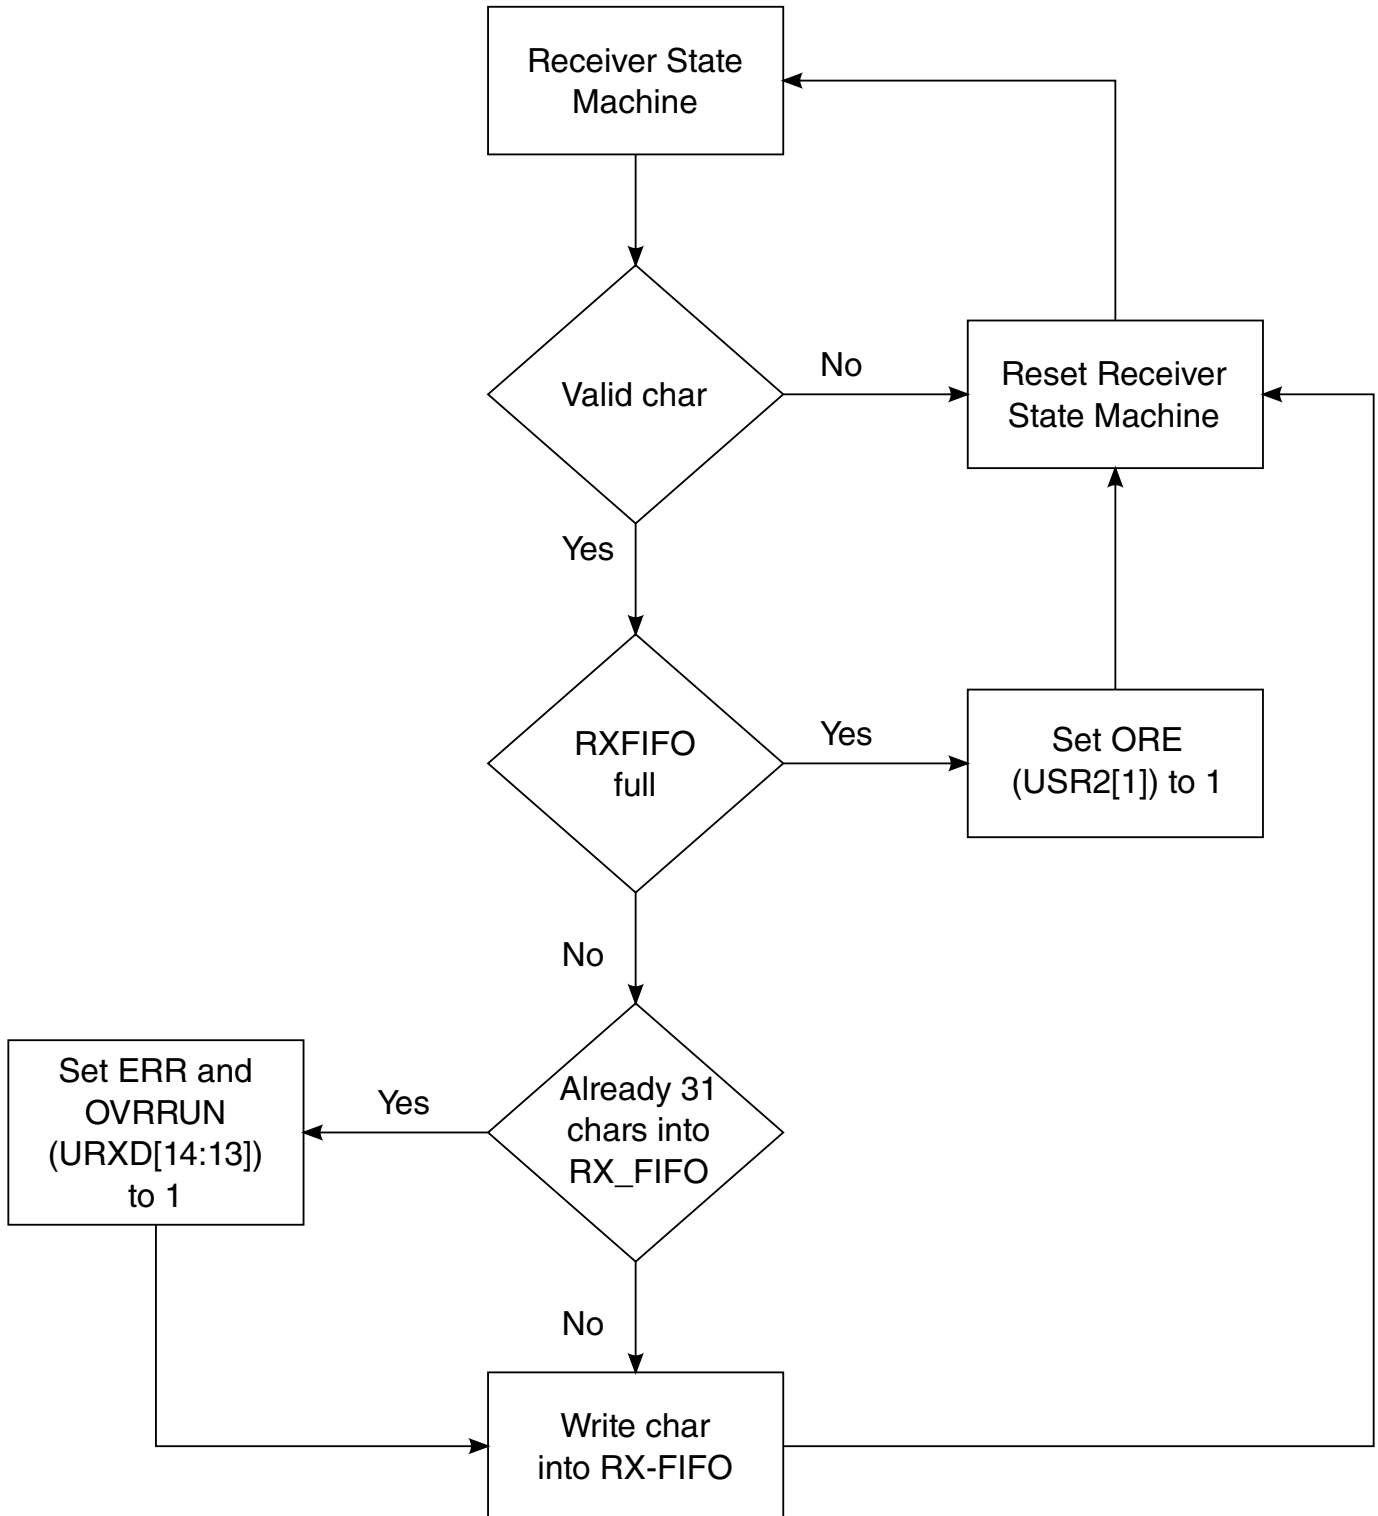 Receiver State
Machine
Valid char
No
Reset Receiver
State Machine
Yes
RXFIFO
full
Yes
Set ORE
(USR2[1]) to 1
No
Set ERR and
OVRRUN
(URXD[14:13])
to 1
Yes
Already 31
chars into
RX_FIFO
No
Write char
into RX-FIFO